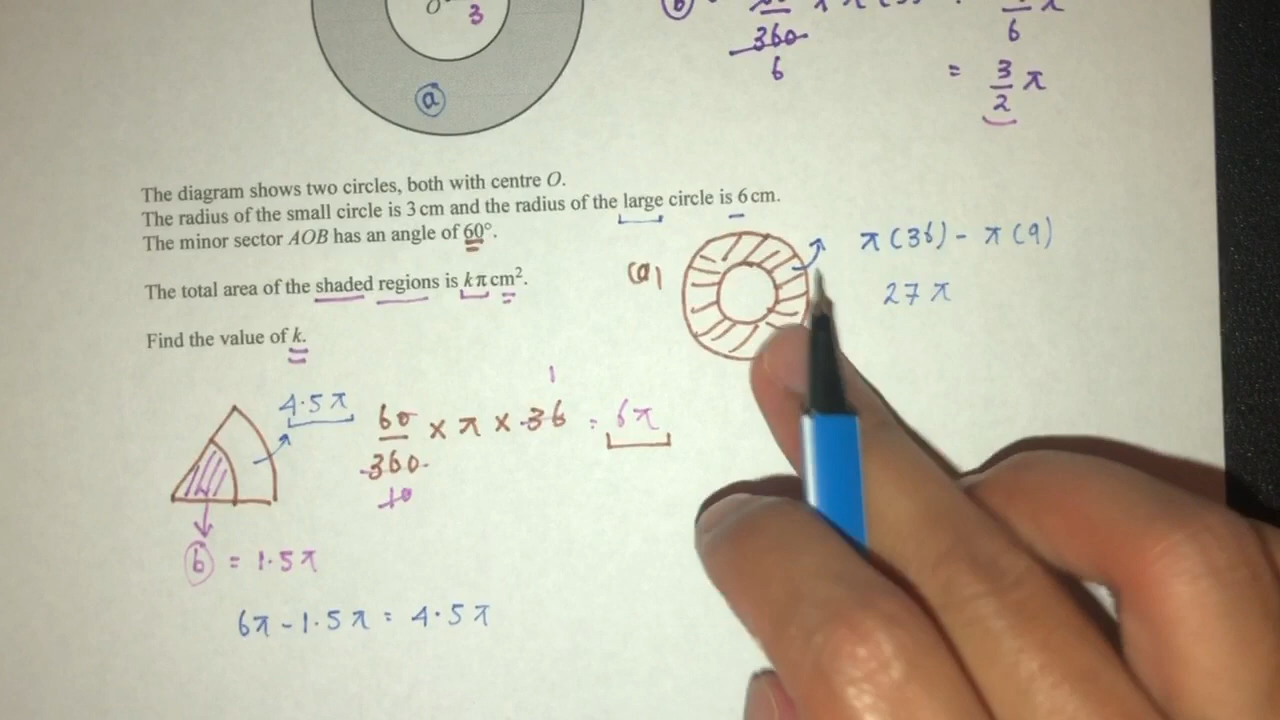 O 3
360
6
6
= 3/2 π
a
The diagram shows two circles, both with centre O.
The radius of the small circle is 3 cm and the radius of the large circle is 6 cm.
The minor sector AOB has an angle of 60°.
The total area of the shaded regions is kπ cm².
Find the value of k.
(a)
π(36) - π(9)
27π
4.5π
1
60/360 × π × 36 = 6π
10
b = 1.5π
6π - 1.5π = 4.5π